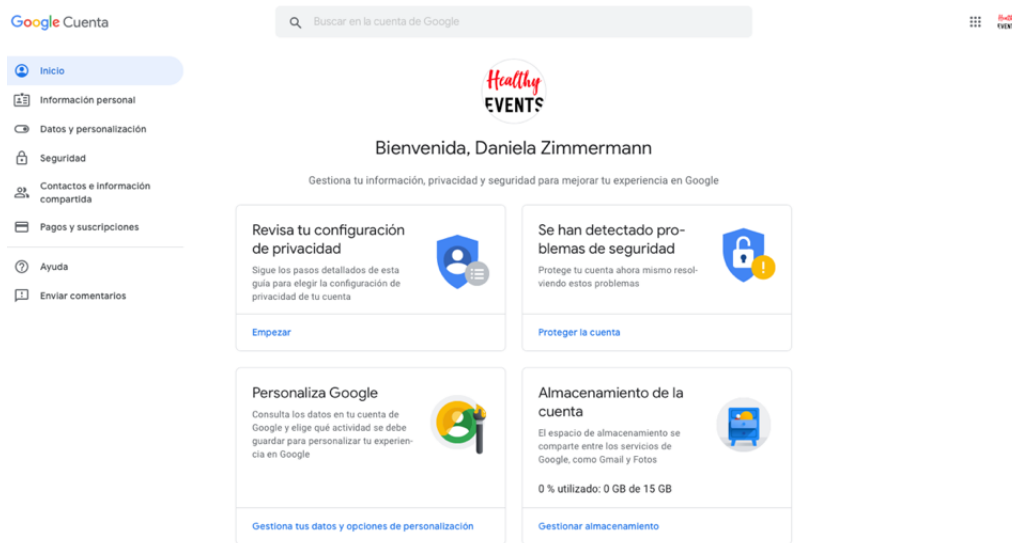 Google Cuenta
Buscar en la cuenta de Google
Inicio
Información personal
Datos y personalización
Seguridad
Contactos e información
compartida
Pagos y suscripciones
Ayuda
Enviar comentarios
Healthy
EVENTS
Bienvenida, Daniela Zimmermann
Gestiona tu información, privacidad y seguridad para mejorar tu experiencia en Google
Revisa tu configuración
de privacidad
Sigue los pasos detallados de esta
guía para elegir la configuración de
privacidad de tu cuenta
Empezar
Se han detectado pro-
blemas de seguridad
Protege tu cuenta ahora mismo resol-
viendo estos problemas
Proteger la cuenta
Personaliza Google
Consulta los datos en tu cuenta de
Google y elige qué actividad se debe
guardar para personalizar tu experien-
cia en Google
Gestiona tus datos y opciones de personalización
Almacenamiento de la
cuenta
El espacio de almacenamiento se
comparte entre los servicios de
Google, como Gmail y Fotos
0 % utilizado: 0 GB de 15 GB
Gestionar almacenamiento